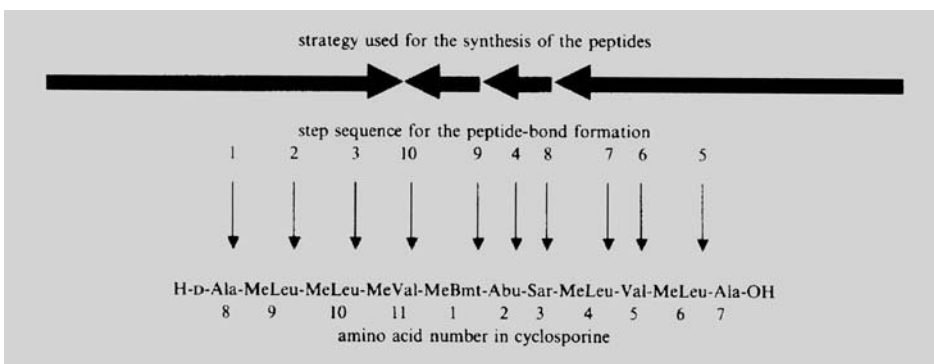 strategy used for the synthesis of the peptides
step sequence for the peptide-bond formation
1 2 3 10 9 4 8 7 6 5
H-D-Ala-MeLeu-MeLeu-MeVal-MeBmt-Abu-Sar-MeLeu-Val-MeLeu-Ala-OH
8 9 10 11 1 2 3 4 5 6 7
amino acid number in cyclosporine